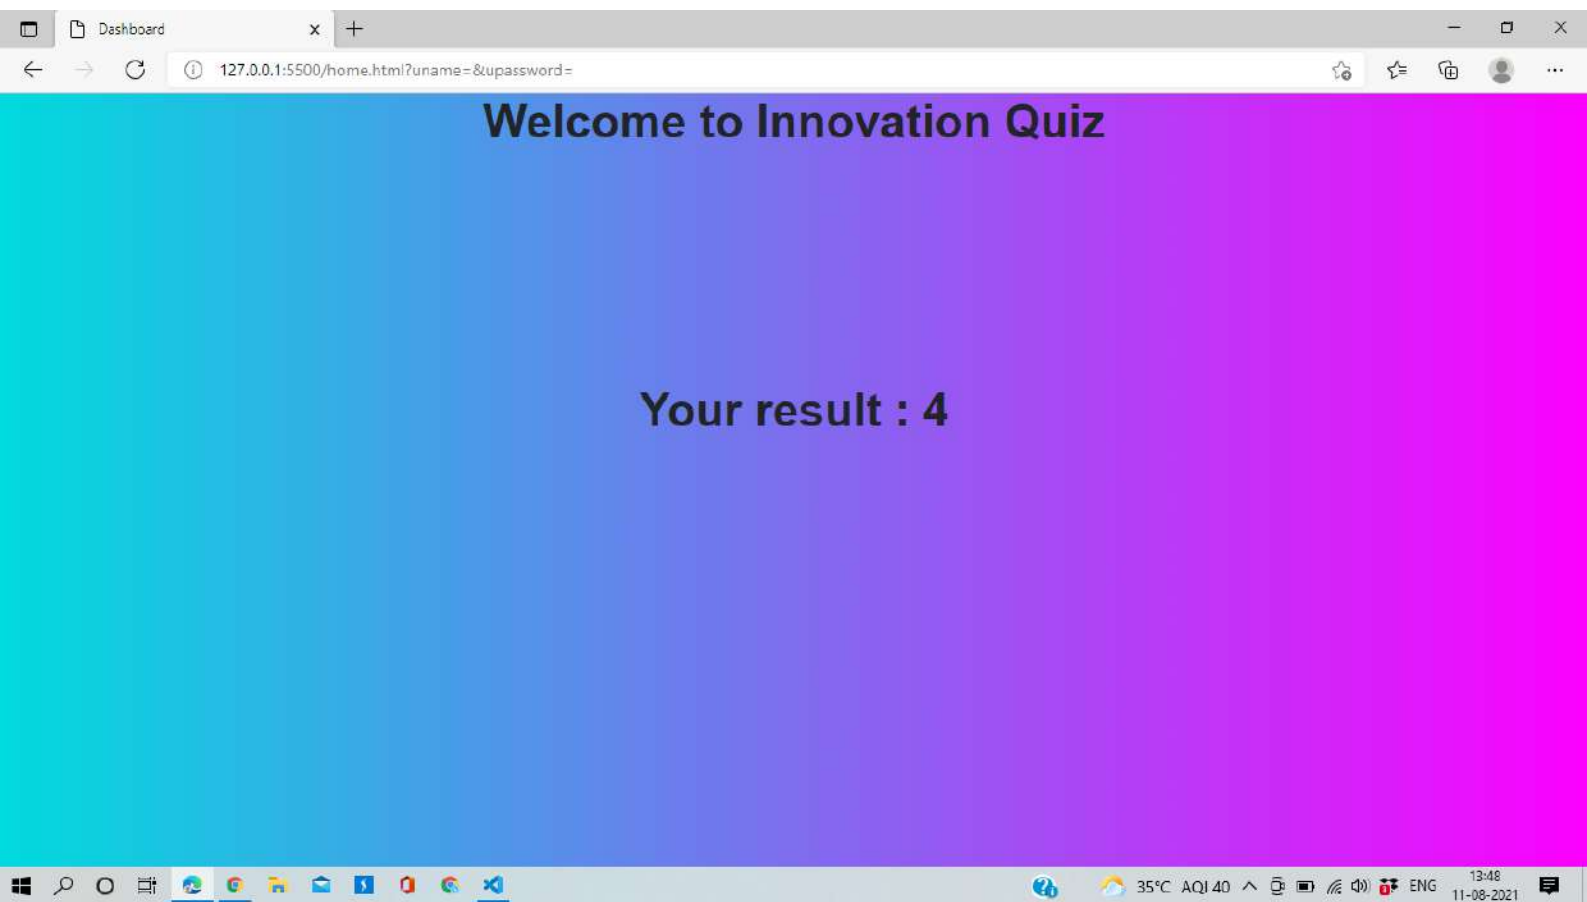 Dashboard
127.0.0.1:5500/home.html?uname=&upassword=
Welcome to Innovation Quiz
Your result : 4
35°C AQI 40
ENG
13:48
11-08-2021